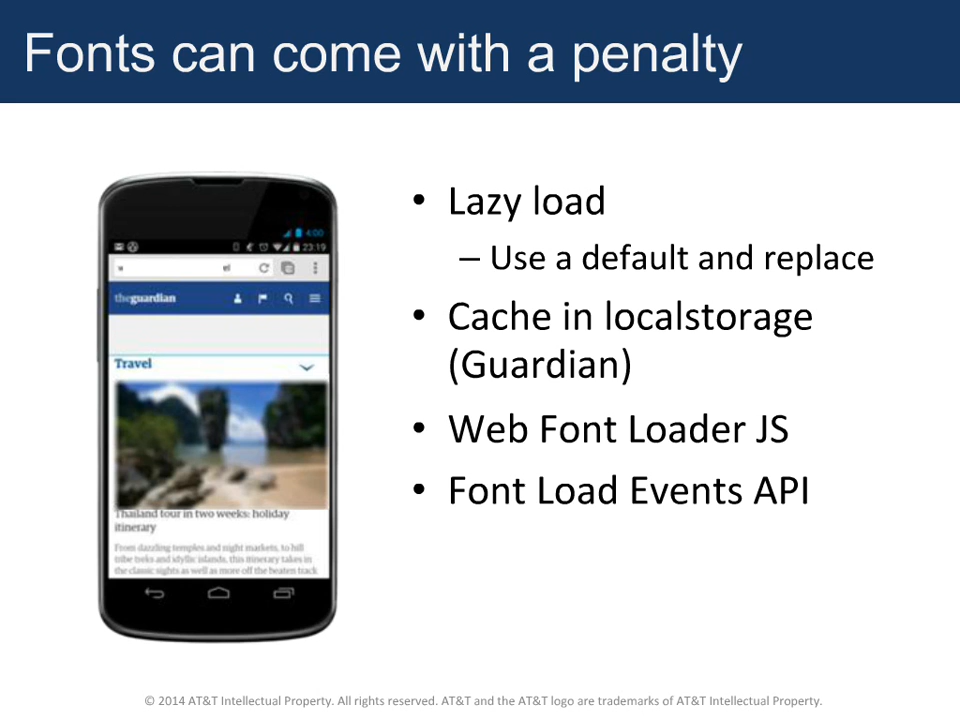 Fonts can come with a penalty
4:00
23:19
theguardian
Travel
Thailand tour in two weeks: holiday
itinerary
From dazzling temples and night markets, to hill
tribe treks and idyllic islands, this itinerary takes in
the classic sights as well as more off the beaten track
• Lazy load
– Use a default and replace
• Cache in localstorage
(Guardian)
• Web Font Loader JS
• Font Load Events API
© 2014 AT&T Intellectual Property. All rights reserved. AT&T and the AT&T logo are trademarks of AT&T Intellectual Property.